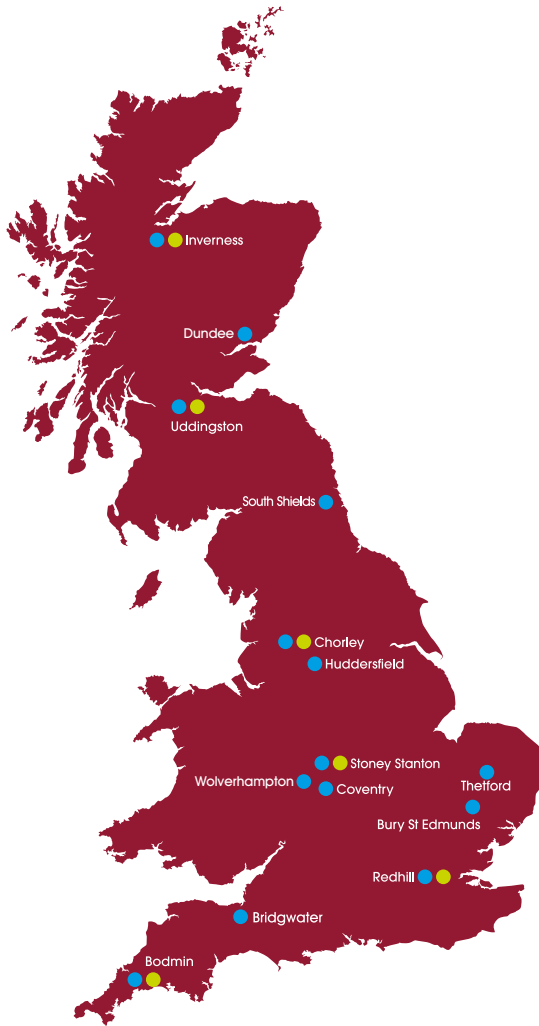 Inverness
Dundee
Uddingston
South Shields
Chorley
Huddersfield
Stoney Stanton
Wolverhampton
Coventry
Thetford
Bury St Edmunds
Redhill
Bridgwater
Bodmin